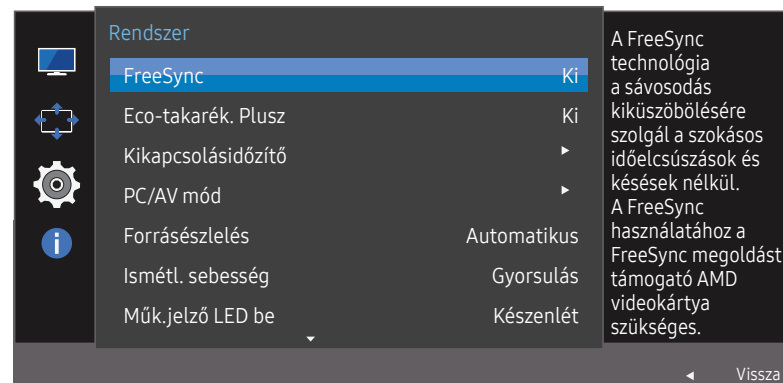 Rendszer
FreeSync Ki
Eco-takarék. Plusz Ki
Kikapcsolásidőzítő
PC/AV mód
Forrásészlelés Automatikus
Ismétl. sebesség Gyorsulás
Műk.jelző LED be Készenlét
A FreeSync
technológia
a sávosodás
kiküszöbölésére
szolgál a szokásos
időelcsúszások és
késések nélkül.
A FreeSync
használatához a
FreeSync megoldást
támogató AMD
videokártya
szükséges.
Vissza